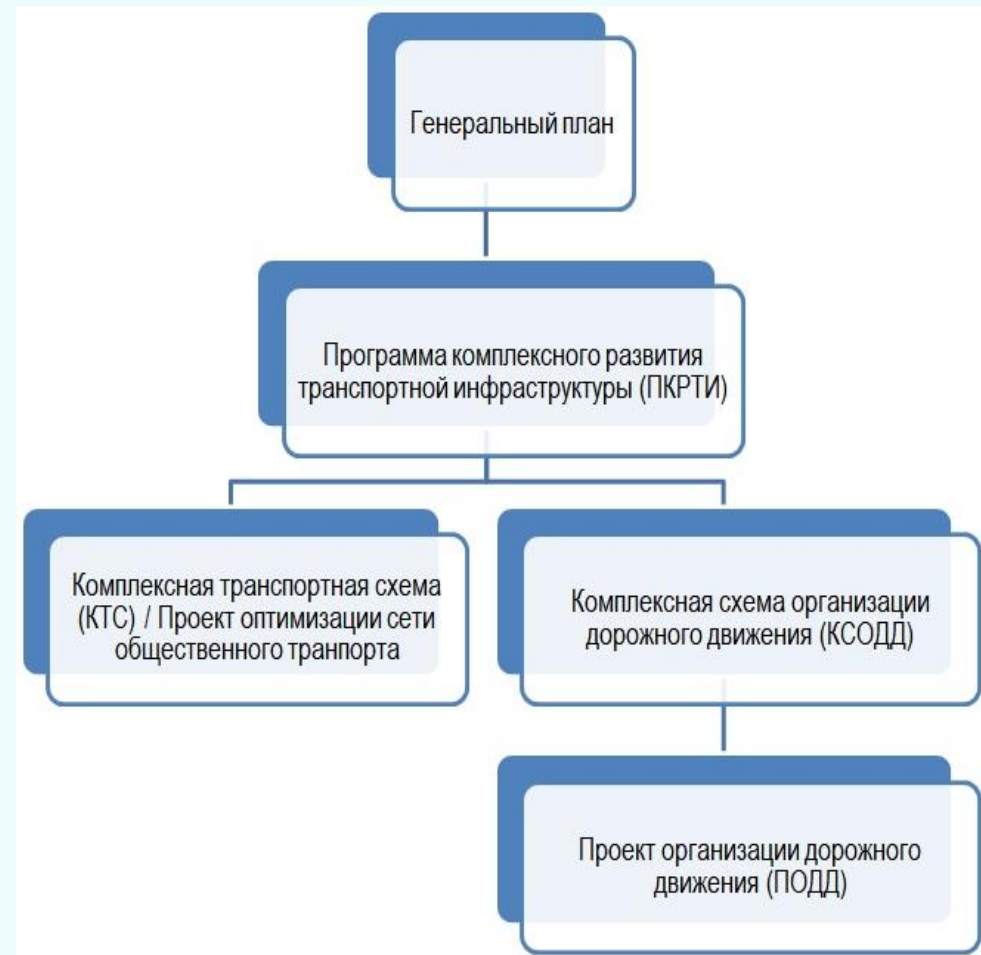 Генеральный план
Программа комплексного развития
транспортной инфраструктуры (ПКРТИ)
Комплексная транспортная схема
(КТС) / Проект оптимизации сети
общественного транпорта
Комплексная схема организации
дорожного движения (КСОДД)
Проект организации дорожного
движения (ПОДД)